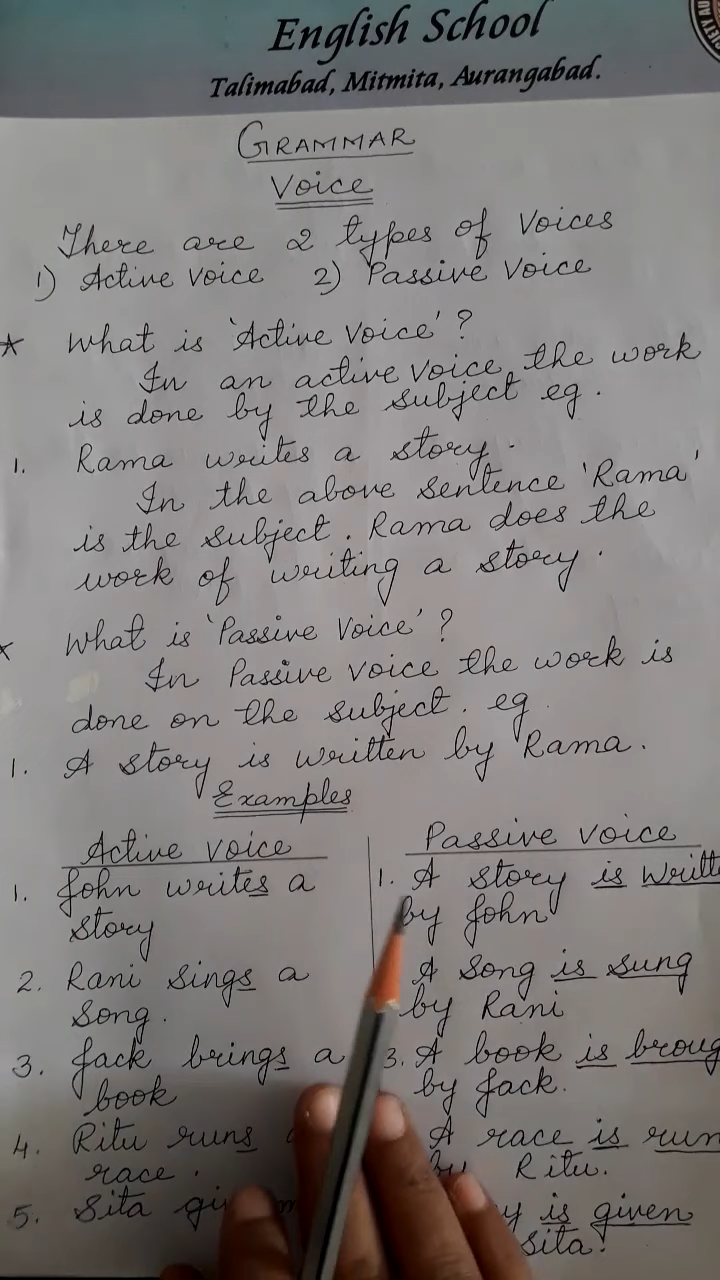 English School
Talimabad, Mitmita, Aurangabad.
GRAMMAR
Voice
There are 2 types of Voices
1) Active Voice 2) Passive Voice
* What is 'Active Voice'?
In an active voice, the work
is done by the subject eg.
1. Rama writes a story.
In the above sentence 'Rama'
is the subject. Rama does the
work of writing a story.
* What is 'Passive Voice'?
In Passive voice the work is
done on the subject. eg
1. A story is written by Rama.
Examples
Active voice
1. John writes a
story
2. Rani sings a
song.
3. Jack brings a
book
4. Ritu runs
race.
5. Sita
Passive voice
1. A story is writt
by John
A song is sung
by Rani
3. A book is broug
by Jack.
A race is run
Ritu.
is given
Sita.